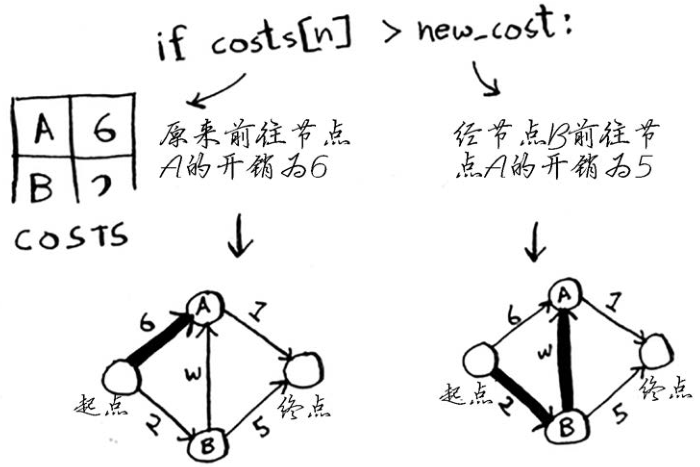 if costs[n] > new_cost:
A 6
B 2
COSTS
原来前往节点
A的开销为6
经节点B前往节
点A的开销为5
A
6 1
3
起点 终点
2 5
B
A
6 1
3
起点 终点
2 5
B